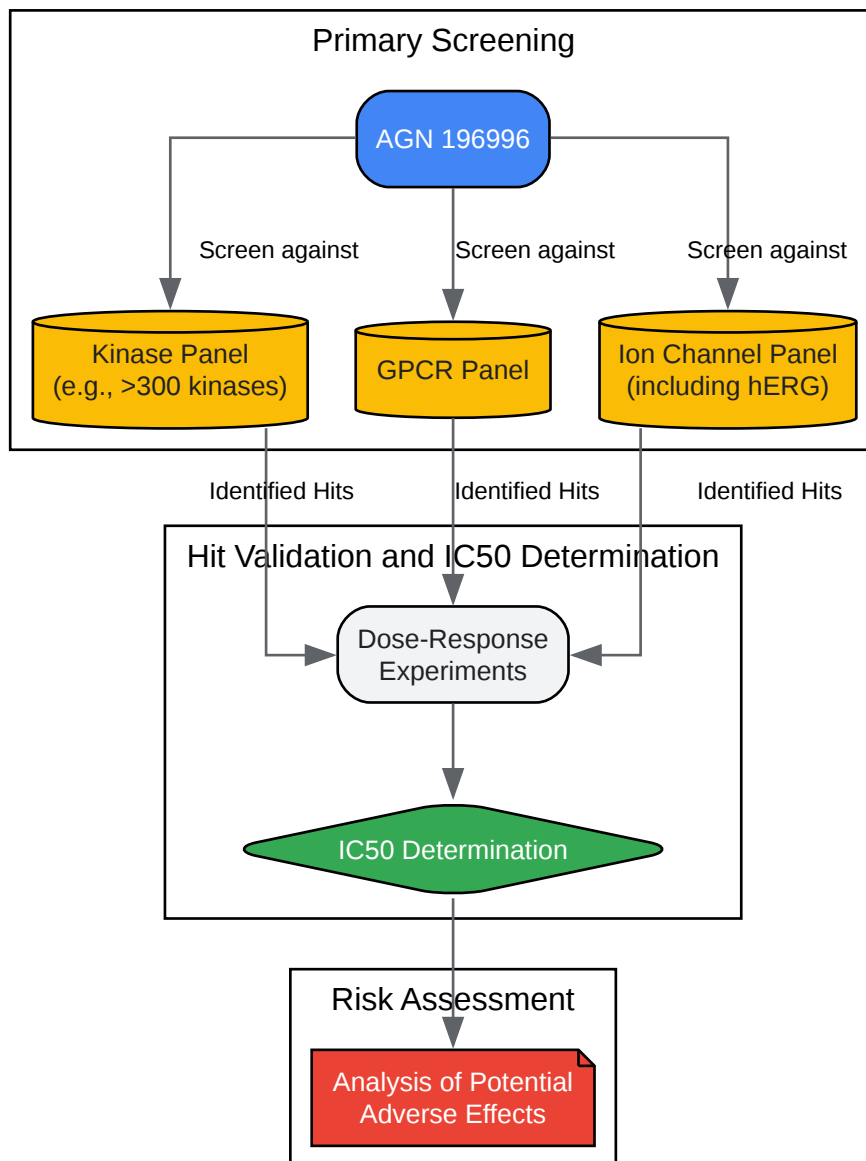 Primary Screening
AGN 196996
Screen against
Screen against
Screen against
Kinase Panel
(e.g., >300 kinases)
GPCR Panel
Ion Channel Panel
(including hERG)
Identified Hits
Identified Hits
Identified Hits
Hit Validation and IC50 Determination
Dose-Response
Experiments
IC50 Determination
Risk Assessment
Analysis of Potential
Adverse Effects